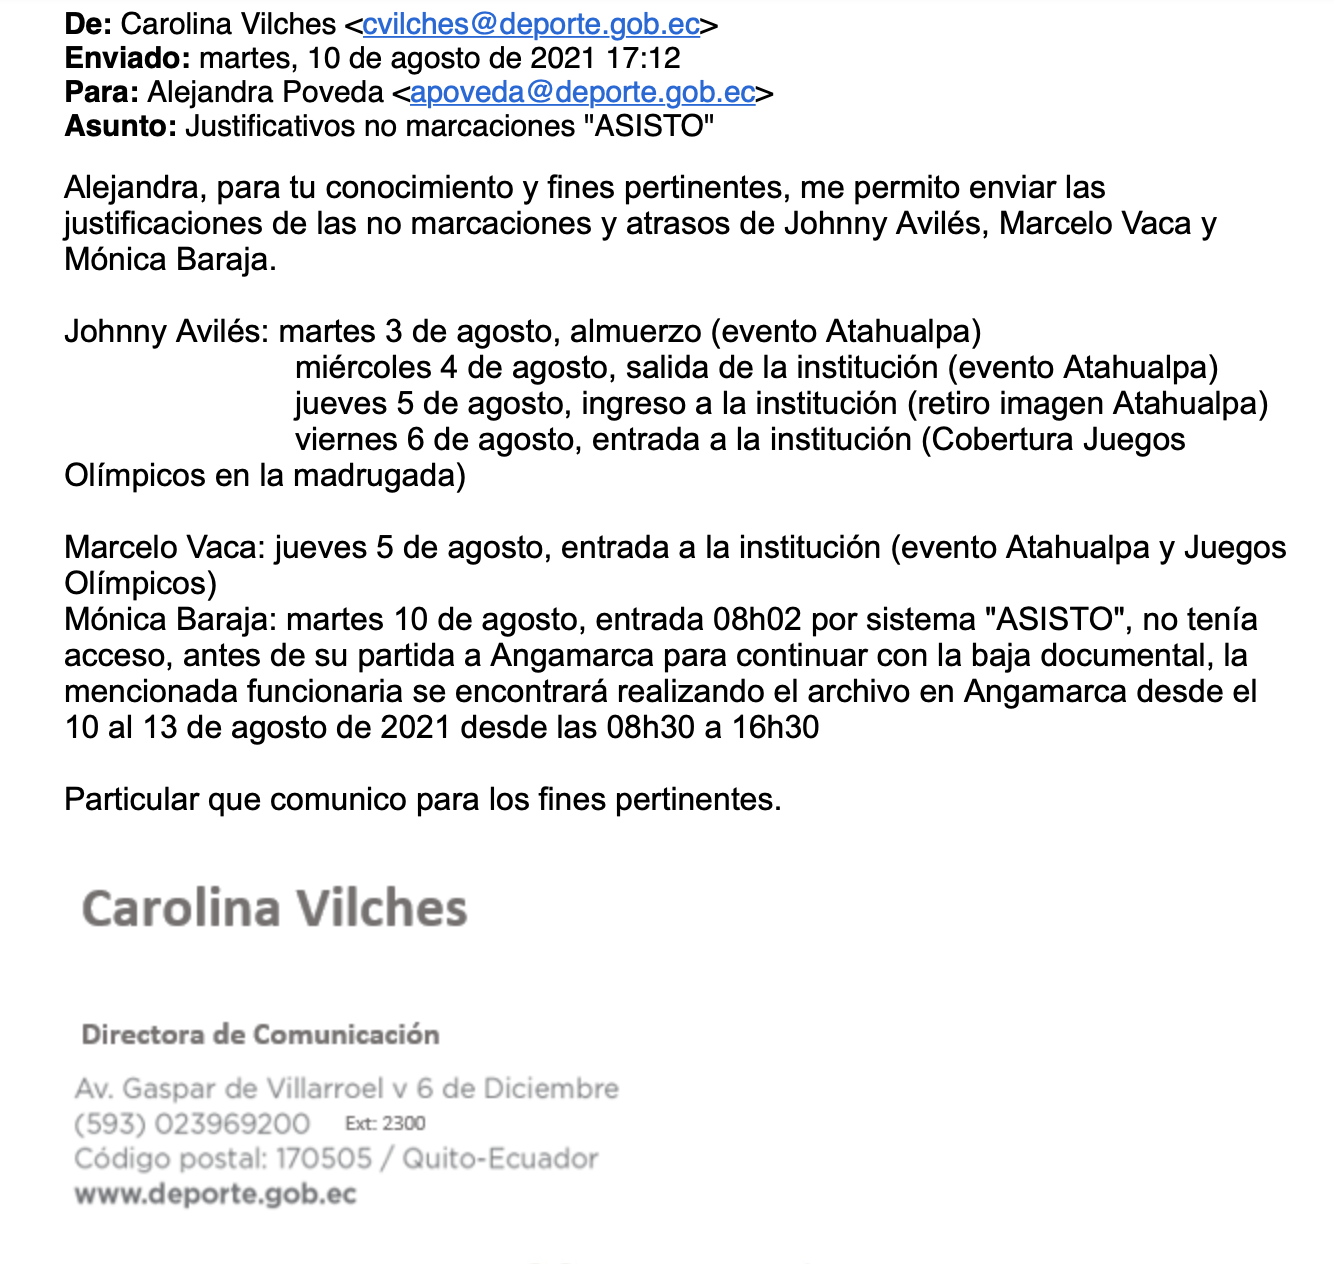 De: Carolina Vilches <cvilches@deporte.gob.ec>
Enviado: martes, 10 de agosto de 2021 17:12
Para: Alejandra Poveda <apoveda@deporte.gob.ec>
Asunto: Justificativos no marcaciones "ASISTO"
Alejandra, para tu conocimiento y fines pertinentes, me permito enviar las
justificaciones de las no marcaciones y atrasos de Johnny Avilés, Marcelo Vaca y
Mónica Baraja.
Johnny Avilés: martes 3 de agosto, almuerzo (evento Atahualpa)
miércoles 4 de agosto, salida de la institución (evento Atahualpa)
jueves 5 de agosto, ingreso a la institución (retiro imagen Atahualpa)
viernes 6 de agosto, entrada a la institución (Cobertura Juegos
Olímpicos en la madrugada)
Marcelo Vaca: jueves 5 de agosto, entrada a la institución (evento Atahualpa y Juegos
Olímpicos)
Mónica Baraja: martes 10 de agosto, entrada 08h02 por sistema "ASISTO", no tenía
acceso, antes de su partida a Angamarca para continuar con la baja documental, la
mencionada funcionaria se encontrará realizando el archivo en Angamarca desde el
10 al 13 de agosto de 2021 desde las 08h30 a 16h30
Particular que comunico para los fines pertinentes.
Carolina Vilches
Directora de Comunicación
Av. Gaspar de Villarroel v 6 de Diciembre
(593) 023969200 Ext: 2300
Código postal: 170505 / Quito-Ecuador
www.deporte.gob.ec